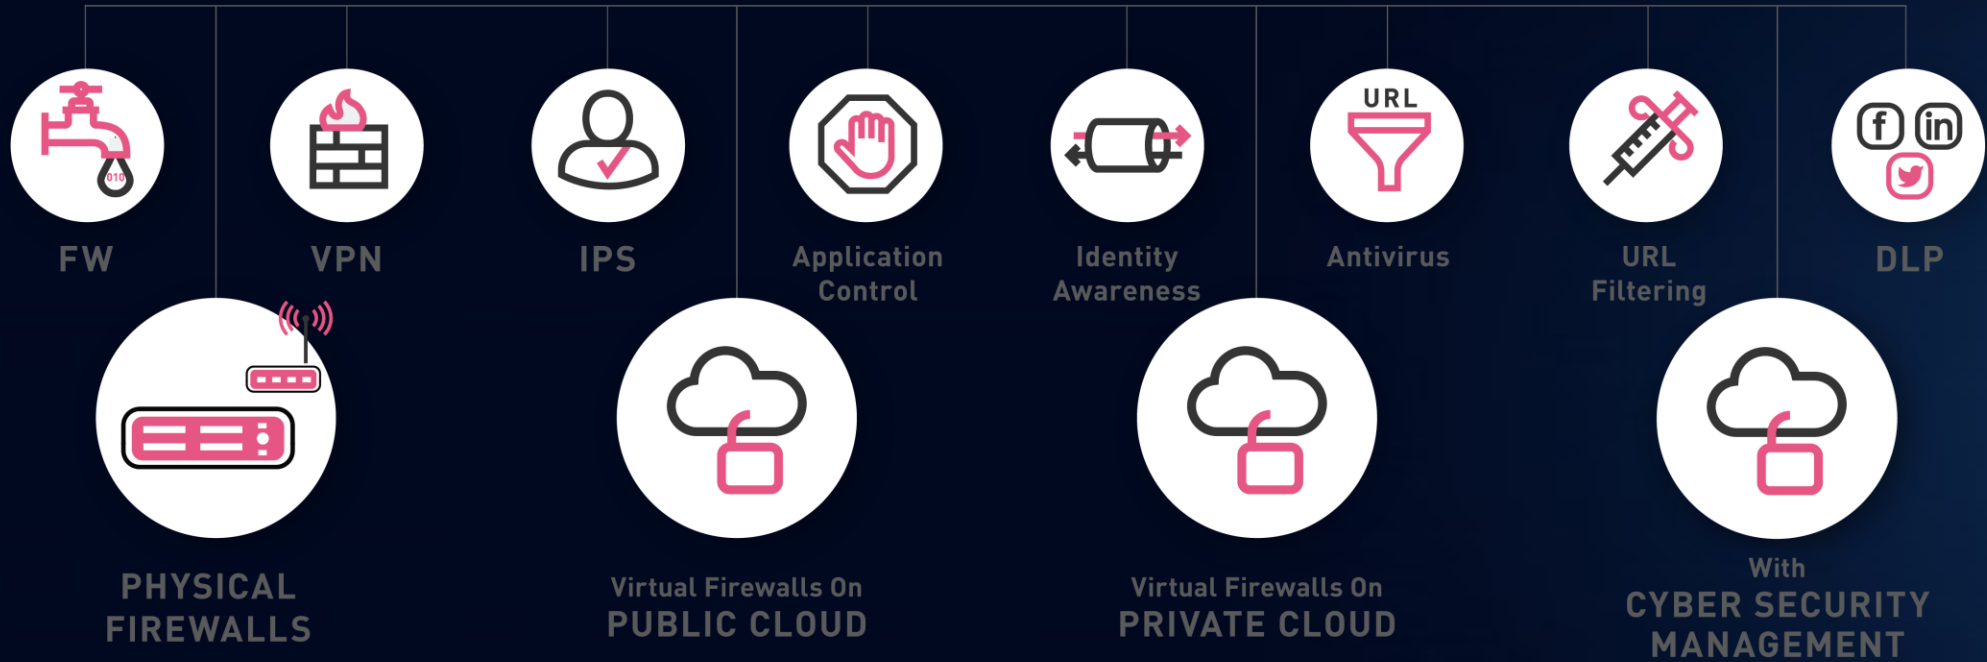 URL
010
f
in
FW
VPN
IPS
Application
Control
Identity
Awareness
Antivirus
URL
Filtering
DLP
PHYSICAL
FIREWALLS
Virtual Firewalls On
PUBLIC CLOUD
Virtual Firewalls On
PRIVATE CLOUD
With
CYBER SECURITY
MANAGEMENT